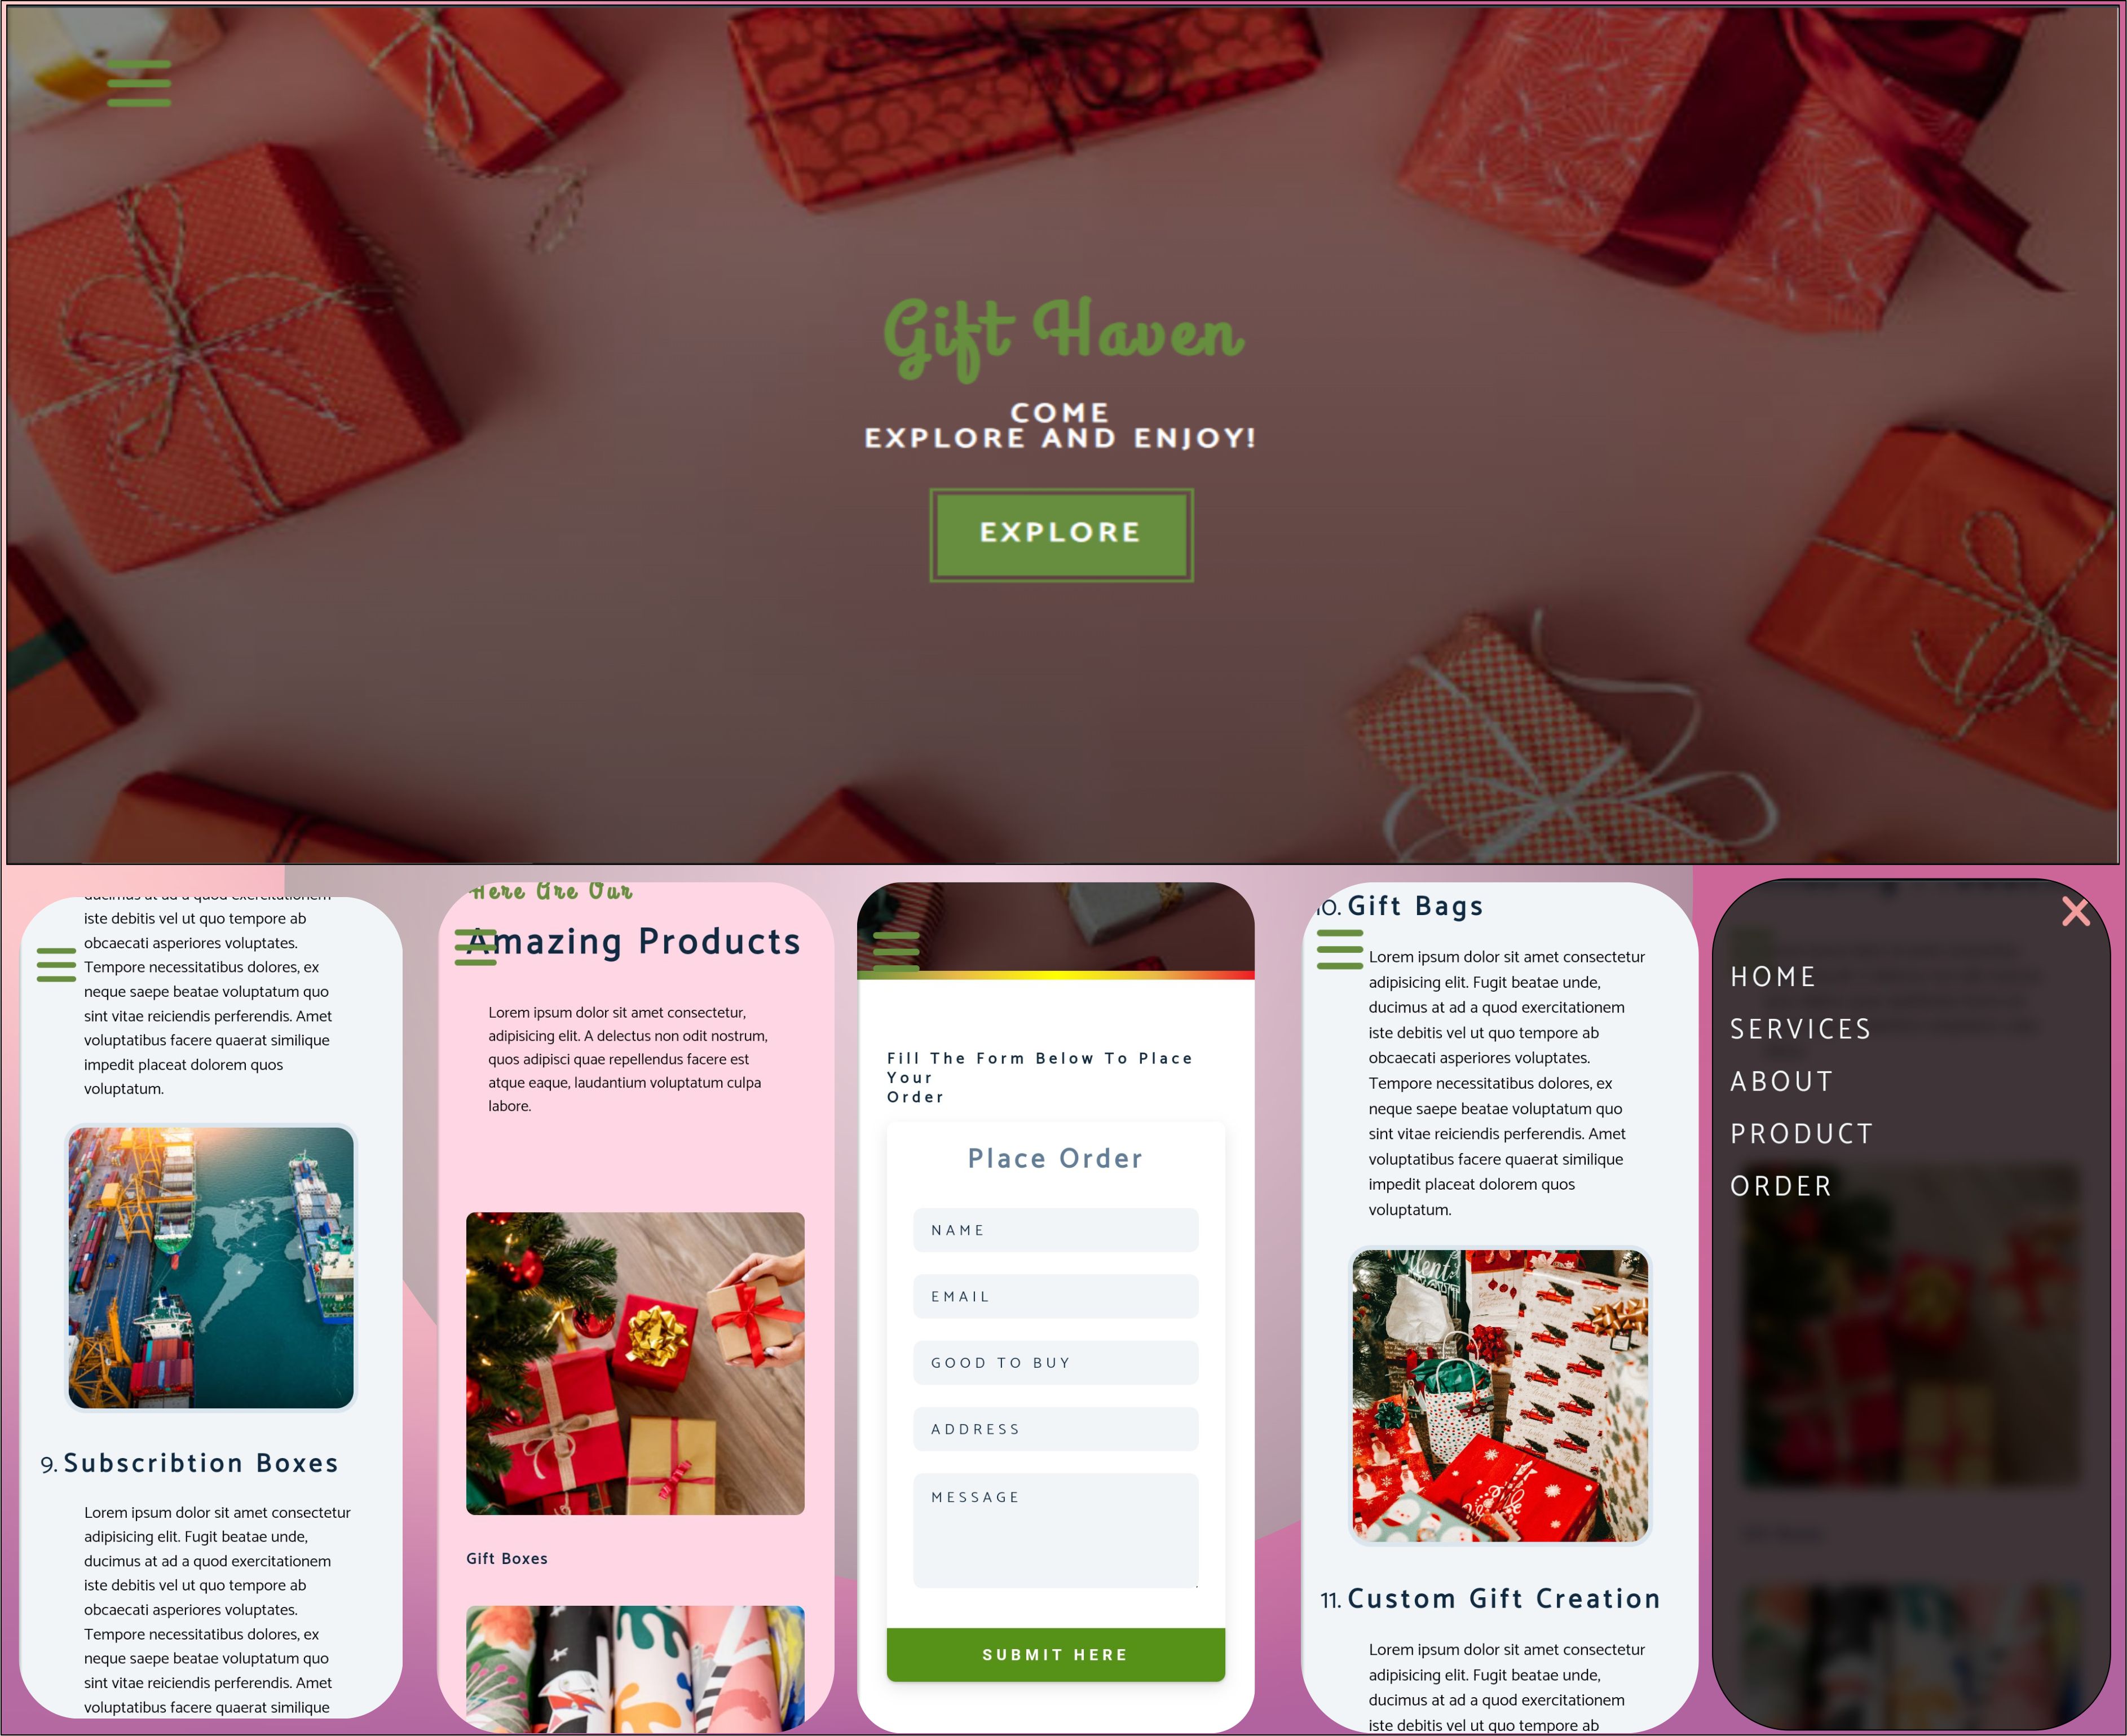 Gift Haven
COME
EXPLORE AND ENJOY!
EXPLORE
ducimus at ad a quod exercitationem
iste debitis vel ut quo tempore ab
obcaecati asperiores voluptates.
Tempore necessitatibus dolores, ex
neque saepe beatae voluptatum quo
sint vitae reiciendis perferendis. Amet
voluptatibus facere quaerat similique
impedit placeat dolorem quos
voluptatum.
9. Subscribtion Boxes
Lorem ipsum dolor sit amet consectetur
adipisicing elit. Fugit beatae unde,
ducimus at ad a quod exercitationem
iste debitis vel ut quo tempore ab
obcaecati asperiores voluptates.
Tempore necessitatibus dolores, ex
neque saepe beatae voluptatum quo
sint vitae reiciendis perferendis. Amet
voluptatibus facere quaerat similique
Here Are Our
Amazing Products
Lorem ipsum dolor sit amet consectetur,
adipisicing elit. A delectus non odit nostrum,
quos adipisci quae repellendus facere est
atque eaque, laudantium voluptatum culpa
labore.
Gift Boxes
Fill The Form Below To Place
Your
Order
Place Order
NAME
EMAIL
GOOD TO BUY
ADDRESS
MESSAGE
SUBMIT HERE
10. Gift Bags
Lorem ipsum dolor sit amet consectetur
adipisicing elit. Fugit beatae unde,
ducimus at ad a quod exercitationem
iste debitis vel ut quo tempore ab
obcaecati asperiores voluptates.
Tempore necessitatibus dolores, ex
neque saepe beatae voluptatum quo
sint vitae reiciendis perferendis. Amet
voluptatibus facere quaerat similique
impedit placeat dolorem quos
voluptatum.
Silent
11. Custom Gift Creation
Lorem ipsum dolor sit amet consectetur
adipisicing elit. Fugit beatae unde,
ducimus at ad a quod exercitationem
iste debitis vel ut quo tempore ab
HOME
SERVICES
ABOUT
PRODUCT
ORDER